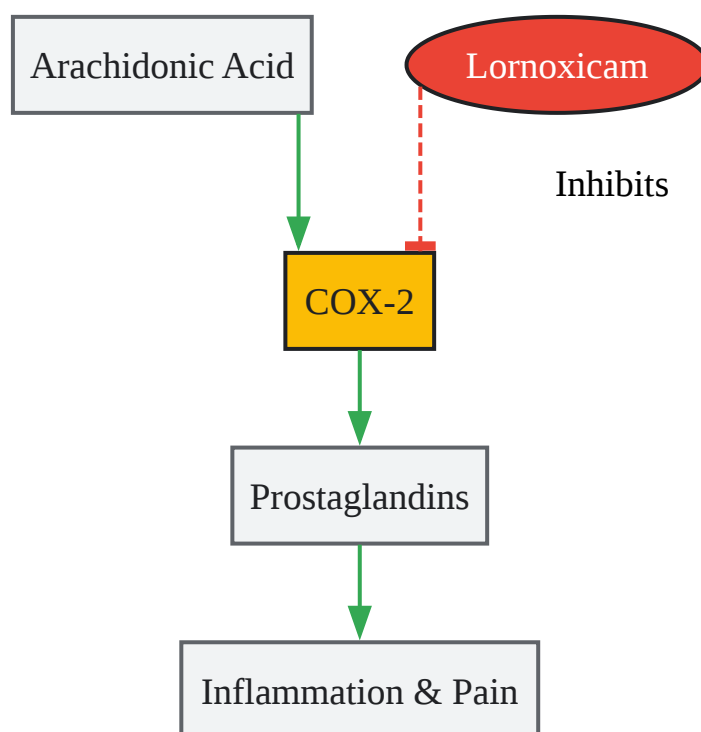 Arachidonic Acid
Lornoxicam
Inhibits
COX-2
Prostaglandins
Inflammation & Pain